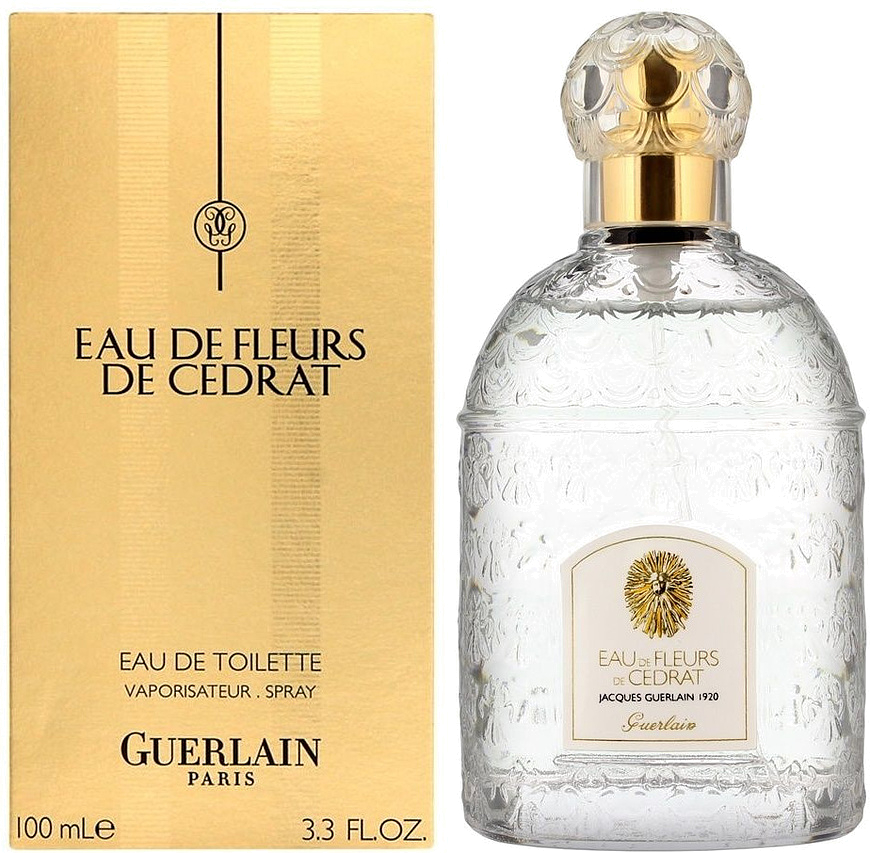 EAU DE FLEURS
DE CEDRAT
EAU DE TOILETTE
VAPORISATEUR . SPRAY
GUERLAIN
PARIS
100 mLe
3.3 FL.OZ.
EAU DE FLEURS
DE CEDRAT
JACQUES GUERLAIN 1920
Guerlain